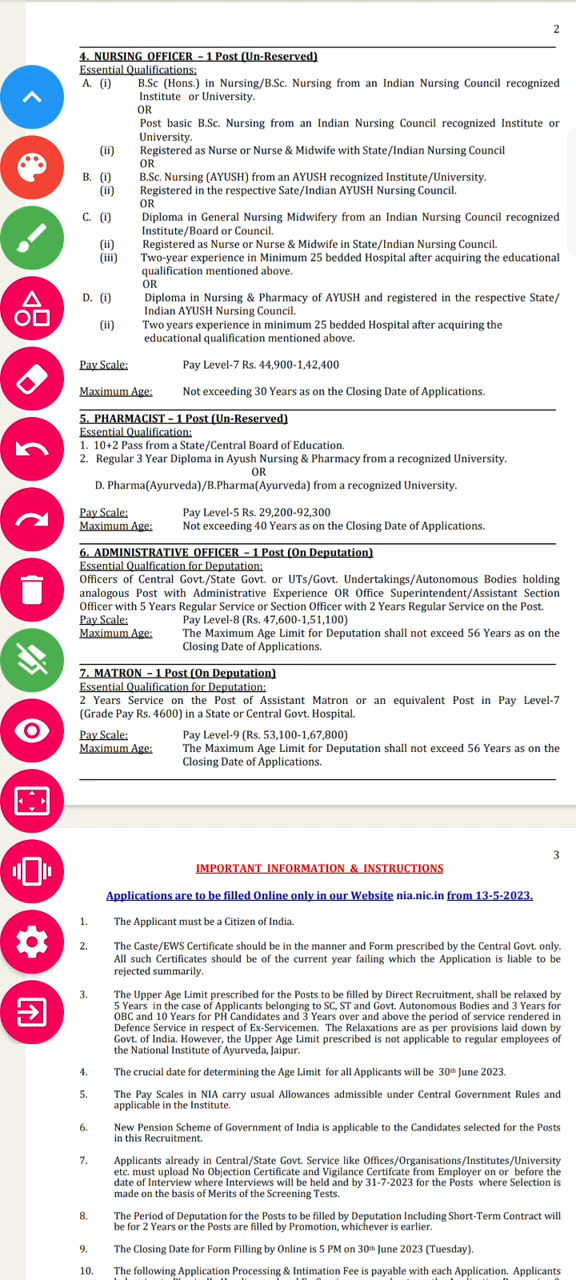 2
4. NURSING OFFICER – 1 Post (Un-Reserved)
Essential Qualifications:
A. (i) B.Sc (Hons.) in Nursing/B.Sc. Nursing from an Indian Nursing Council recognized
Institute or University.
OR
Post basic B.Sc. Nursing from an Indian Nursing Council recognized Institute or
University.
(ii) Registered as Nurse or Nurse & Midwife with State/Indian Nursing Council
OR
B. (i) B.Sc. Nursing (AYUSH) from an AYUSH recognized Institute/University.
(ii) Registered in the respective Sate/Indian AYUSH Nursing Council.
OR
C. (i) Diploma in General Nursing Midwifery from an Indian Nursing Council recognized
Institute/Board or Council.
(ii) Registered as Nurse or Nurse & Midwife in State/Indian Nursing Council.
(iii) Two-year experience in Minimum 25 bedded Hospital after acquiring the educational
qualification mentioned above.
OR
D. (i) Diploma in Nursing & Pharmacy of AYUSH and registered in the respective State/
Indian AYUSH Nursing Council.
(ii) Two years experience in minimum 25 bedded Hospital after acquiring the
educational qualification mentioned above.
Pay Scale: Pay Level-7 Rs. 44,900-1,42,400
Maximum Age: Not exceeding 30 Years as on the Closing Date of Applications.
5. PHARMACIST – 1 Post (Un-Reserved)
Essential Qualification:
1. 10+2 Pass from a State/Central Board of Education.
2. Regular 3 Year Diploma in Ayush Nursing & Pharmacy from a recognized University.
OR
D. Pharma(Ayurveda)/B.Pharma(Ayurveda) from a recognized University.
Pay Scale: Pay Level-5 Rs. 29,200-92,300
Maximum Age: Not exceeding 40 Years as on the Closing Date of Applications.
6. ADMINISTRATIVE OFFICER – 1 Post (On Deputation)
Essential Qualfication for Deputation:
Officers of Central Govt./State Govt. or UTs/Govt. Undertakings/Autonomous Bodies holding
analogous Post with Administrative Experience OR Office Superintendent/Assistant Section
Officer with 5 Years Regular Service or Section Officer with 2 Years Regular Service on the Post.
Pay Scale: Pay Level-8 (Rs. 47,600-1,51,100)
Maximum Age: The Maximum Age Limit for Deputation shall not exceed 56 Years as on the
Closing Date of Applications.
7. MATRON – 1 Post (On Deputation)
Essential Qualification for Deputation:
2 Years Service on the Post of Assistant Matron or an equivalent Post in Pay Level-7
(Grade Pay Rs. 4600) in a State or Central Govt. Hospital.
Pay Scale: Pay Level-9 (Rs. 53,100-1,67,800)
Maximum Age: The Maximum Age Limit for Deputation shall not exceed 56 Years as on the
Closing Date of Applications.
3
IMPORTANT INFORMATION & INSTRUCTIONS
Applications are to be filled Online only in our Website nia.nic.in from 13-5-2023.
1. The Applicant must be a Citizen of India.
2. The Caste/EWS Certificate should be in the manner and Form prescribed by the Central Govt. only.
All such Certificates should be of the current year failing which the Application is liable to be
rejected summarily.
3. The Upper Age Limit prescribed for the Posts to be filled by Direct Recruitment, shall be relaxed by
5 Years in the case of Applicants belonging to SC, ST and Govt. Autonomous Bodies and 3 Years for
OBC and 10 Years for PH Candidates and 3 Years over and above the period of service rendered in
Defence Service in respect of Ex-Servicemen. The Relaxations are as per provisions laid down by
Govt. of India. However, the Upper Age Limit prescribed is not applicable to regular employees of
the National Institute of Ayurveda, Jaipur.
4. The crucial date for determining the Age Limit for all Applicants will be 30th June 2023.
5. The Pay Scales in NIA carry usual Allowances admissible under Central Government Rules and
applicable in the Institute.
6. New Pension Scheme of Government of India is applicable to the Candidates selected for the Posts
in this Recruitment.
7. Applicants already in Central/State Govt. Service like Offices/Organisations/Institutes/University
etc. must upload No Objection Certificate and Vigilance Certifcate from Employer on or before the
date of Interview where Interviews will be held and by 31-7-2023 for the Posts where Selection is
made on the basis of Merits of the Screening Tests.
8. The Period of Deputation for the Posts to be filled by Deputation Including Short-Term Contract will
be for 2 Years or the Posts are filled by Promotion, whichever is earlier.
9. The Closing Date for Form Filling by Online is 5 PM on 30th June 2023 (Tuesday).
10. The following Application Processing & Intimation Fee is payable with each Application. Applicants